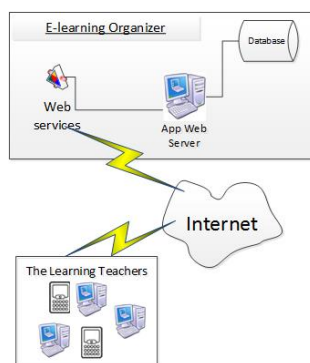 E-learning Organizer
Database
Web
services
App Web
Server
Internet
The Learning Teachers